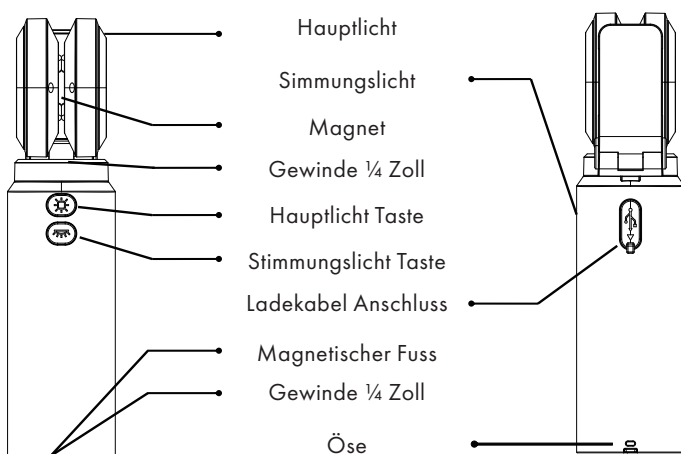 Hauptlicht
Simmungslicht
Magnet
Gewinde ¼ Zoll
Hauptlicht Taste
Stimmungslicht Taste
Ladekabel Anschluss
Magnetischer Fuss
Gewinde ¼ Zoll
Öse